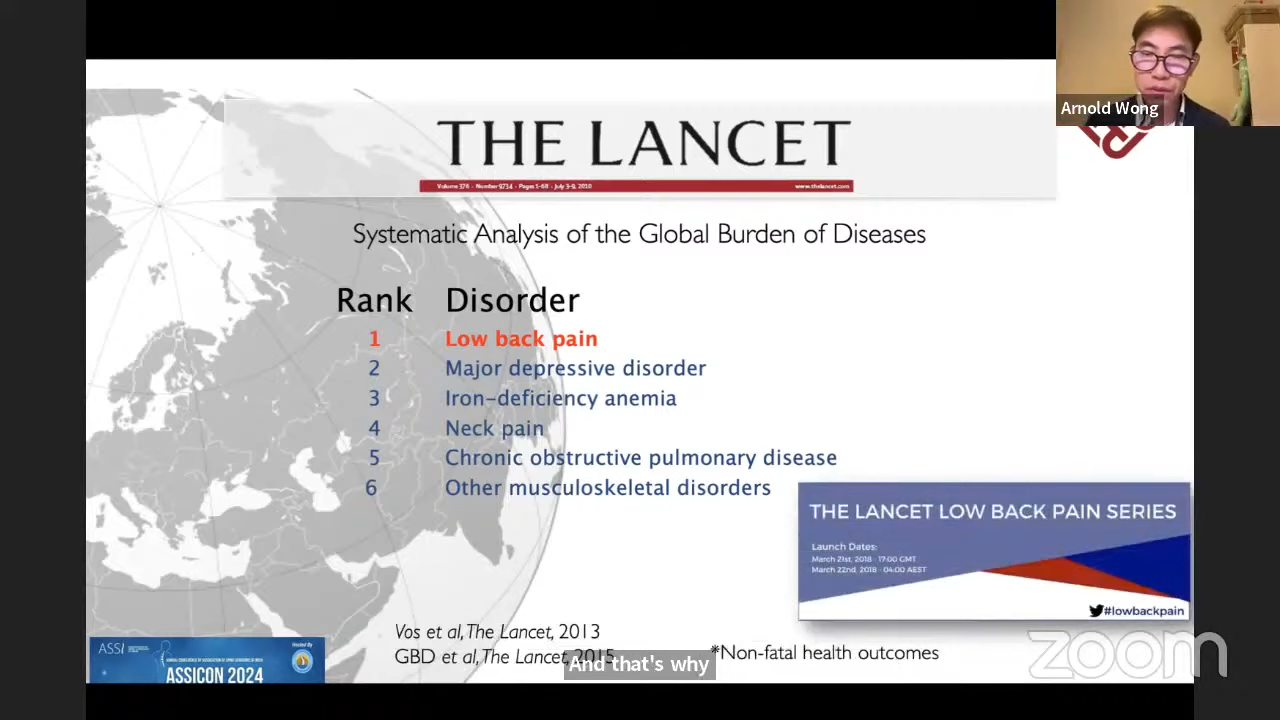 Arnold Wong
THE LANCET
Volume 376 · Number 9734 · Pages 1-68 · July 3-9, 2010
www.thelancet.com
Systematic Analysis of the Global Burden of Diseases
Rank Disorder
1 Low back pain
2 Major depressive disorder
3 Iron-deficiency anemia
4 Neck pain
5 Chronic obstructive pulmonary disease
6 Other musculoskeletal disorders
THE LANCET LOW BACK PAIN SERIES
Launch Dates:
March 21st, 2018 - 17:00 GMT
March 22nd, 2018 - 04:00 AEST
#lowbackpain
Vos et al, The Lancet, 2013
GBD et al, The Lancet, 2015
*Non-fatal health outcomes
And that's why
zoom
ASSI
Hosted By
ASSICON 2024